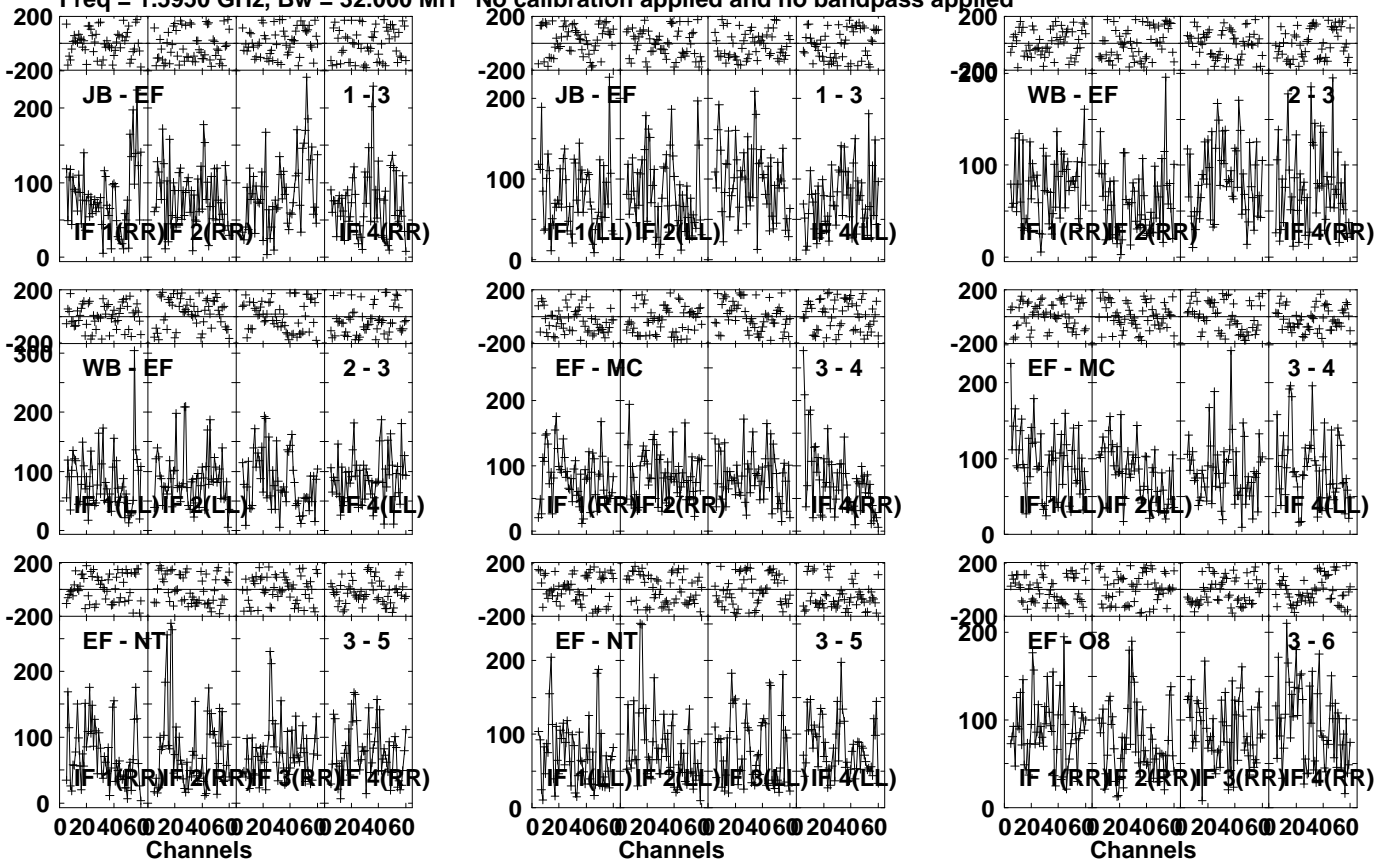 Freq = 1.5950 GHz, Bw = 32.000 MH No calibration applied and no bandpass applied
200
-200
200
100
0
JB - EF 1 - 3
IF 1(RR) IF 2(RR) IF 4(RR)
200
-200
200
100
0
JB - EF 1 - 3
IF 1(LL) IF 2(LL) IF 4(LL)
200
-200
200
100
0
WB - EF 2 - 3
IF 1(RR) IF 2(RR) IF 4(RR)
200
-200
300
200
100
0
WB - EF 2 - 3
IF 1(LL) IF 2(LL) IF 4(LL)
200
-200
200
100
0
EF - MC 3 - 4
IF 1(RR) IF 2(RR) IF 4(RR)
200
-200
200
100
0
EF - MC 3 - 4
IF 1(LL) IF 2(LL) IF 4(LL)
200
-200
200
100
0
EF - NT 3 - 5
IF 1(RR) IF 2(RR) IF 3(RR) IF 4(RR)
0 20 40 60 0 20 40 60 0 20 40 60 0 20 40 60
Channels
200
-200
200
100
0
EF - NT 3 - 5
IF 1(LL) IF 2(LL) IF 3(LL) IF 4(LL)
0 20 40 60 0 20 40 60 0 20 40 60 0 20 40 60
Channels
200
-200
200
100
0
EF - O8 3 - 6
IF 1(RR) IF 2(RR) IF 3(RR) IF 4(RR)
0 20 40 60 0 20 40 60 0 20 40 60 0 20 40 60
Channels